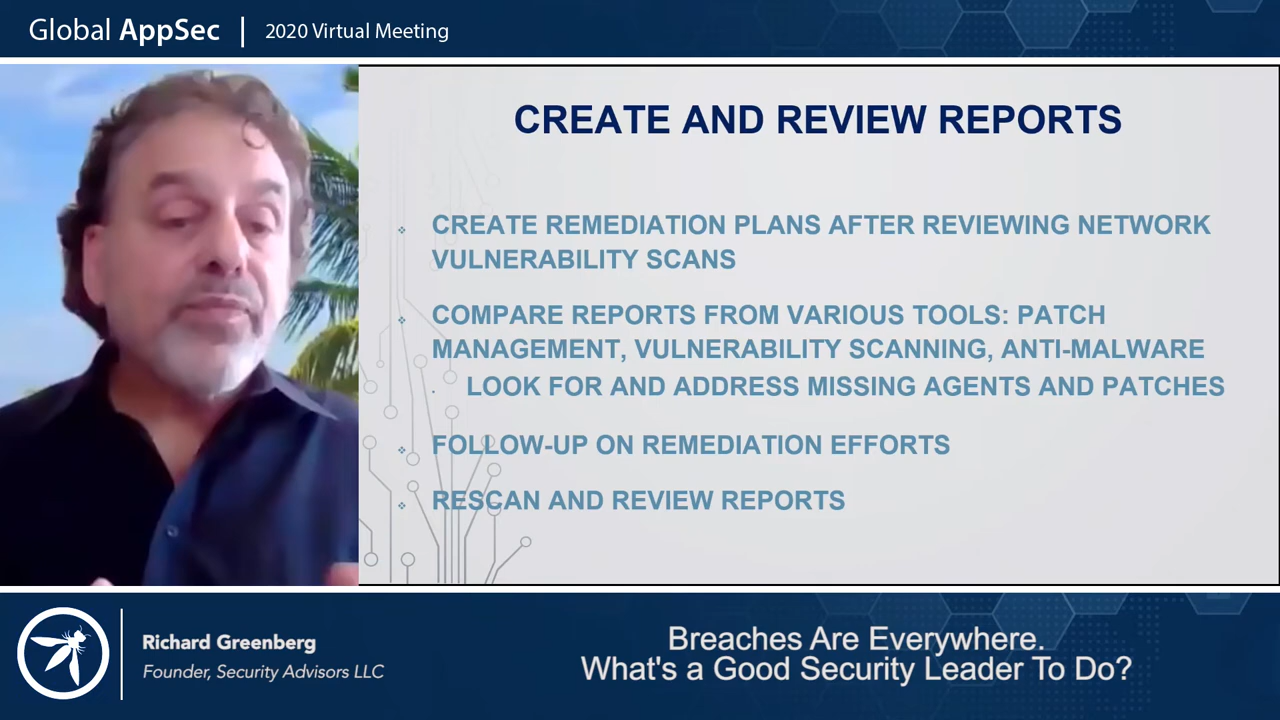 Global AppSec | 2020 Virtual Meeting
CREATE AND REVIEW REPORTS
CREATE REMEDIATION PLANS AFTER REVIEWING NETWORK
VULNERABILITY SCANS
COMPARE REPORTS FROM VARIOUS TOOLS: PATCH
MANAGEMENT, VULNERABILITY SCANNING, ANTI-MALWARE
LOOK FOR AND ADDRESS MISSING AGENTS AND PATCHES
FOLLOW-UP ON REMEDIATION EFFORTS
RESCAN AND REVIEW REPORTS
Richard Greenberg
Founder, Security Advisors LLC
Breaches Are Everywhere.
What's a Good Security Leader To Do?